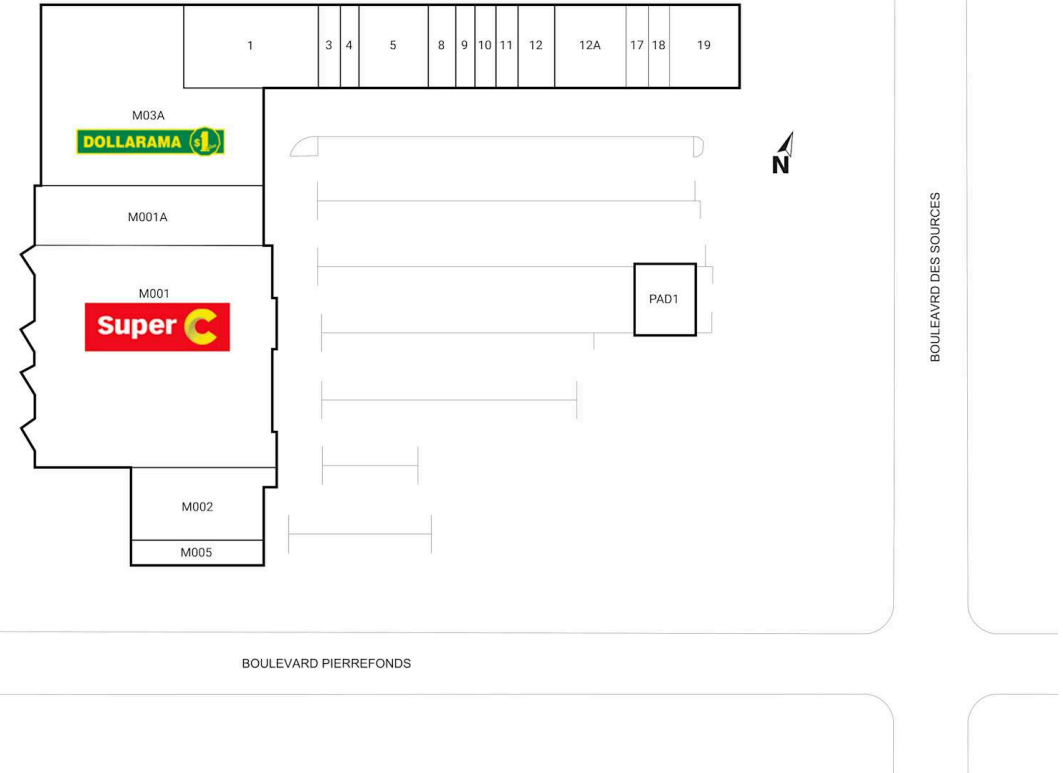 1
3
4
5
8
9
10
11
12
12A
17
18
19
M03A
DOLLARAMA $1
N
M001A
M001
Super C
PAD1
BOULEAVRD DES SOURCES
M002
M005
BOULEVARD PIERREFONDS